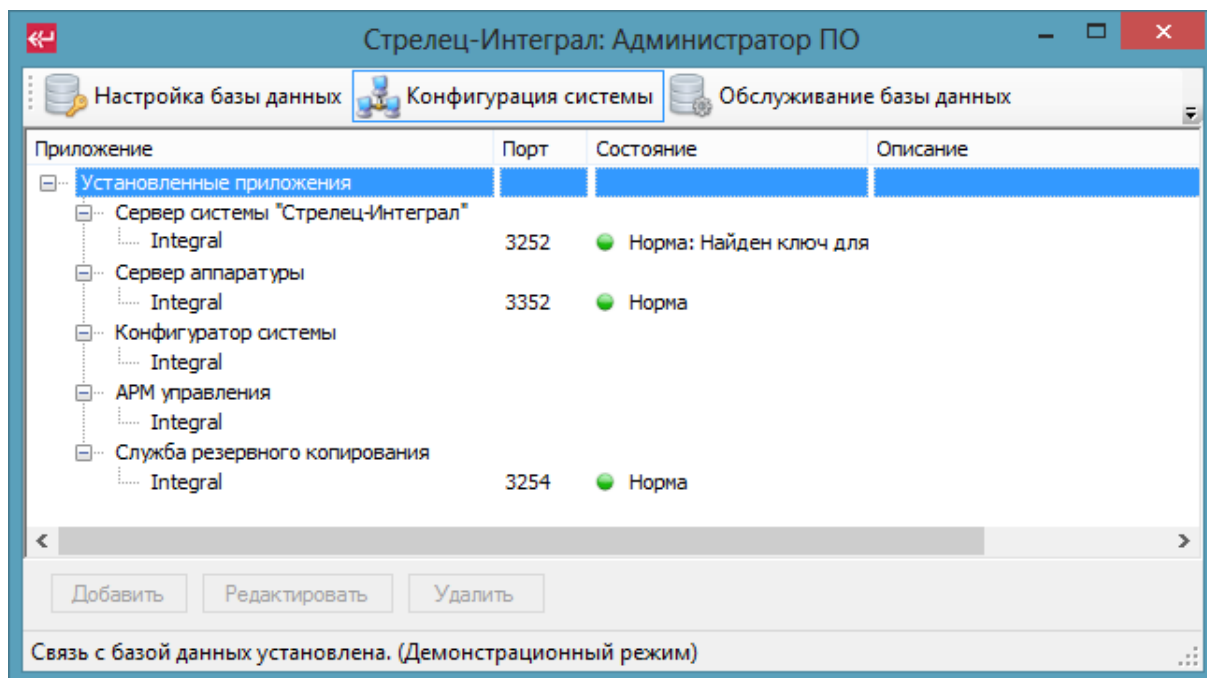 Стрелец-Интеграл: Администратор ПО
Настройка базы данных Конфигурация системы Обслуживание базы данных
Приложение Порт Состояние Описание
Установленные приложения
Сервер системы "Стрелец-Интеграл"
Integral 3252 Норма: Найден ключ для
Сервер аппаратуры
Integral 3352 Норма
Конфигуратор системы
Integral
АРМ управления
Integral
Служба резервного копирования
Integral 3254 Норма
Добавить Редактировать Удалить
Связь с базой данных установлена. (Демонстрационный режим)